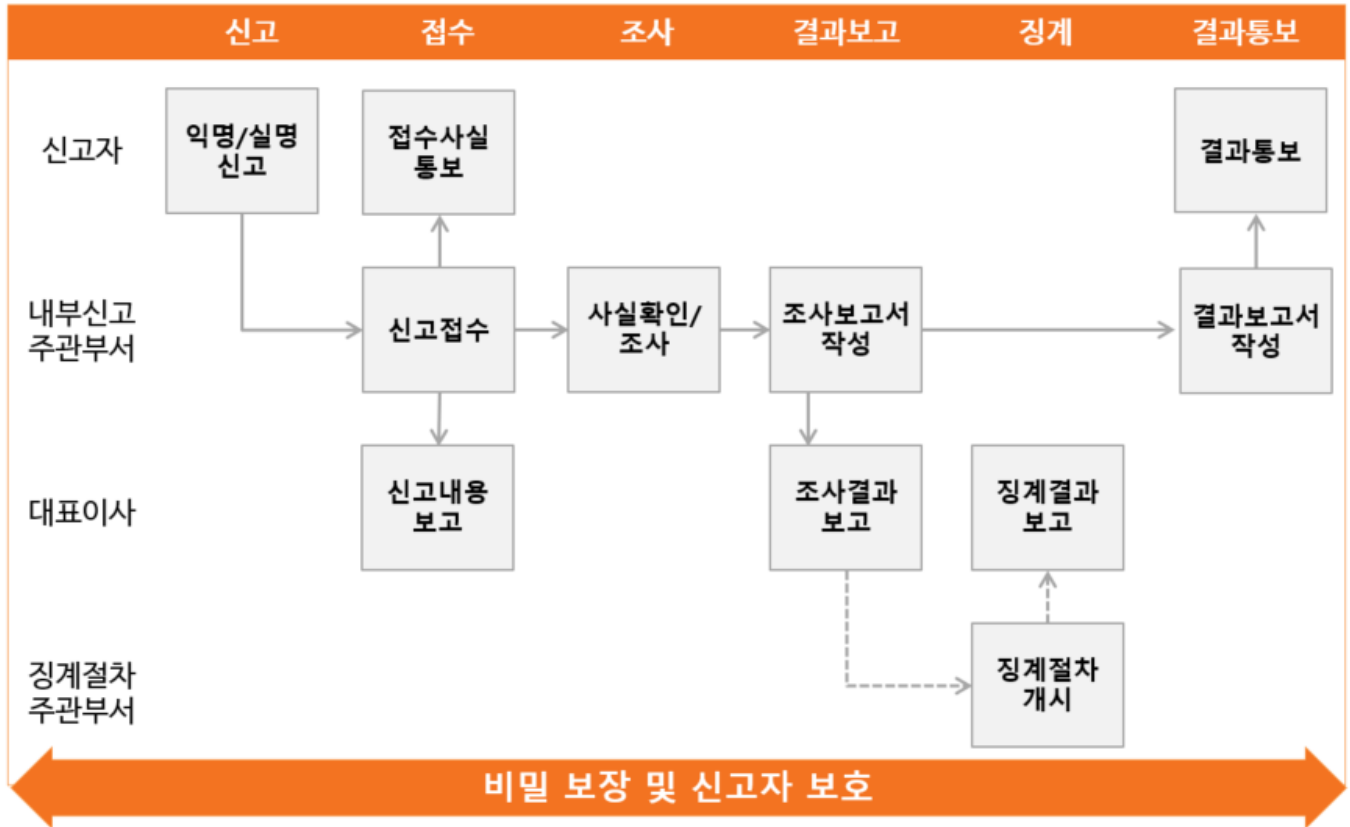 신고 접수 조사 결과보고 징계 결과통보
신고자
익명/실명
신고
접수사실
통보
결과통보
내부신고
주관부서
신고접수
사실확인/
조사
조사보고서
작성
결과보고서
작성
대표이사
신고내용
보고
조사결과
보고
징계결과
보고
징계절차
주관부서
징계절차
개시
비밀 보장 및 신고자 보호